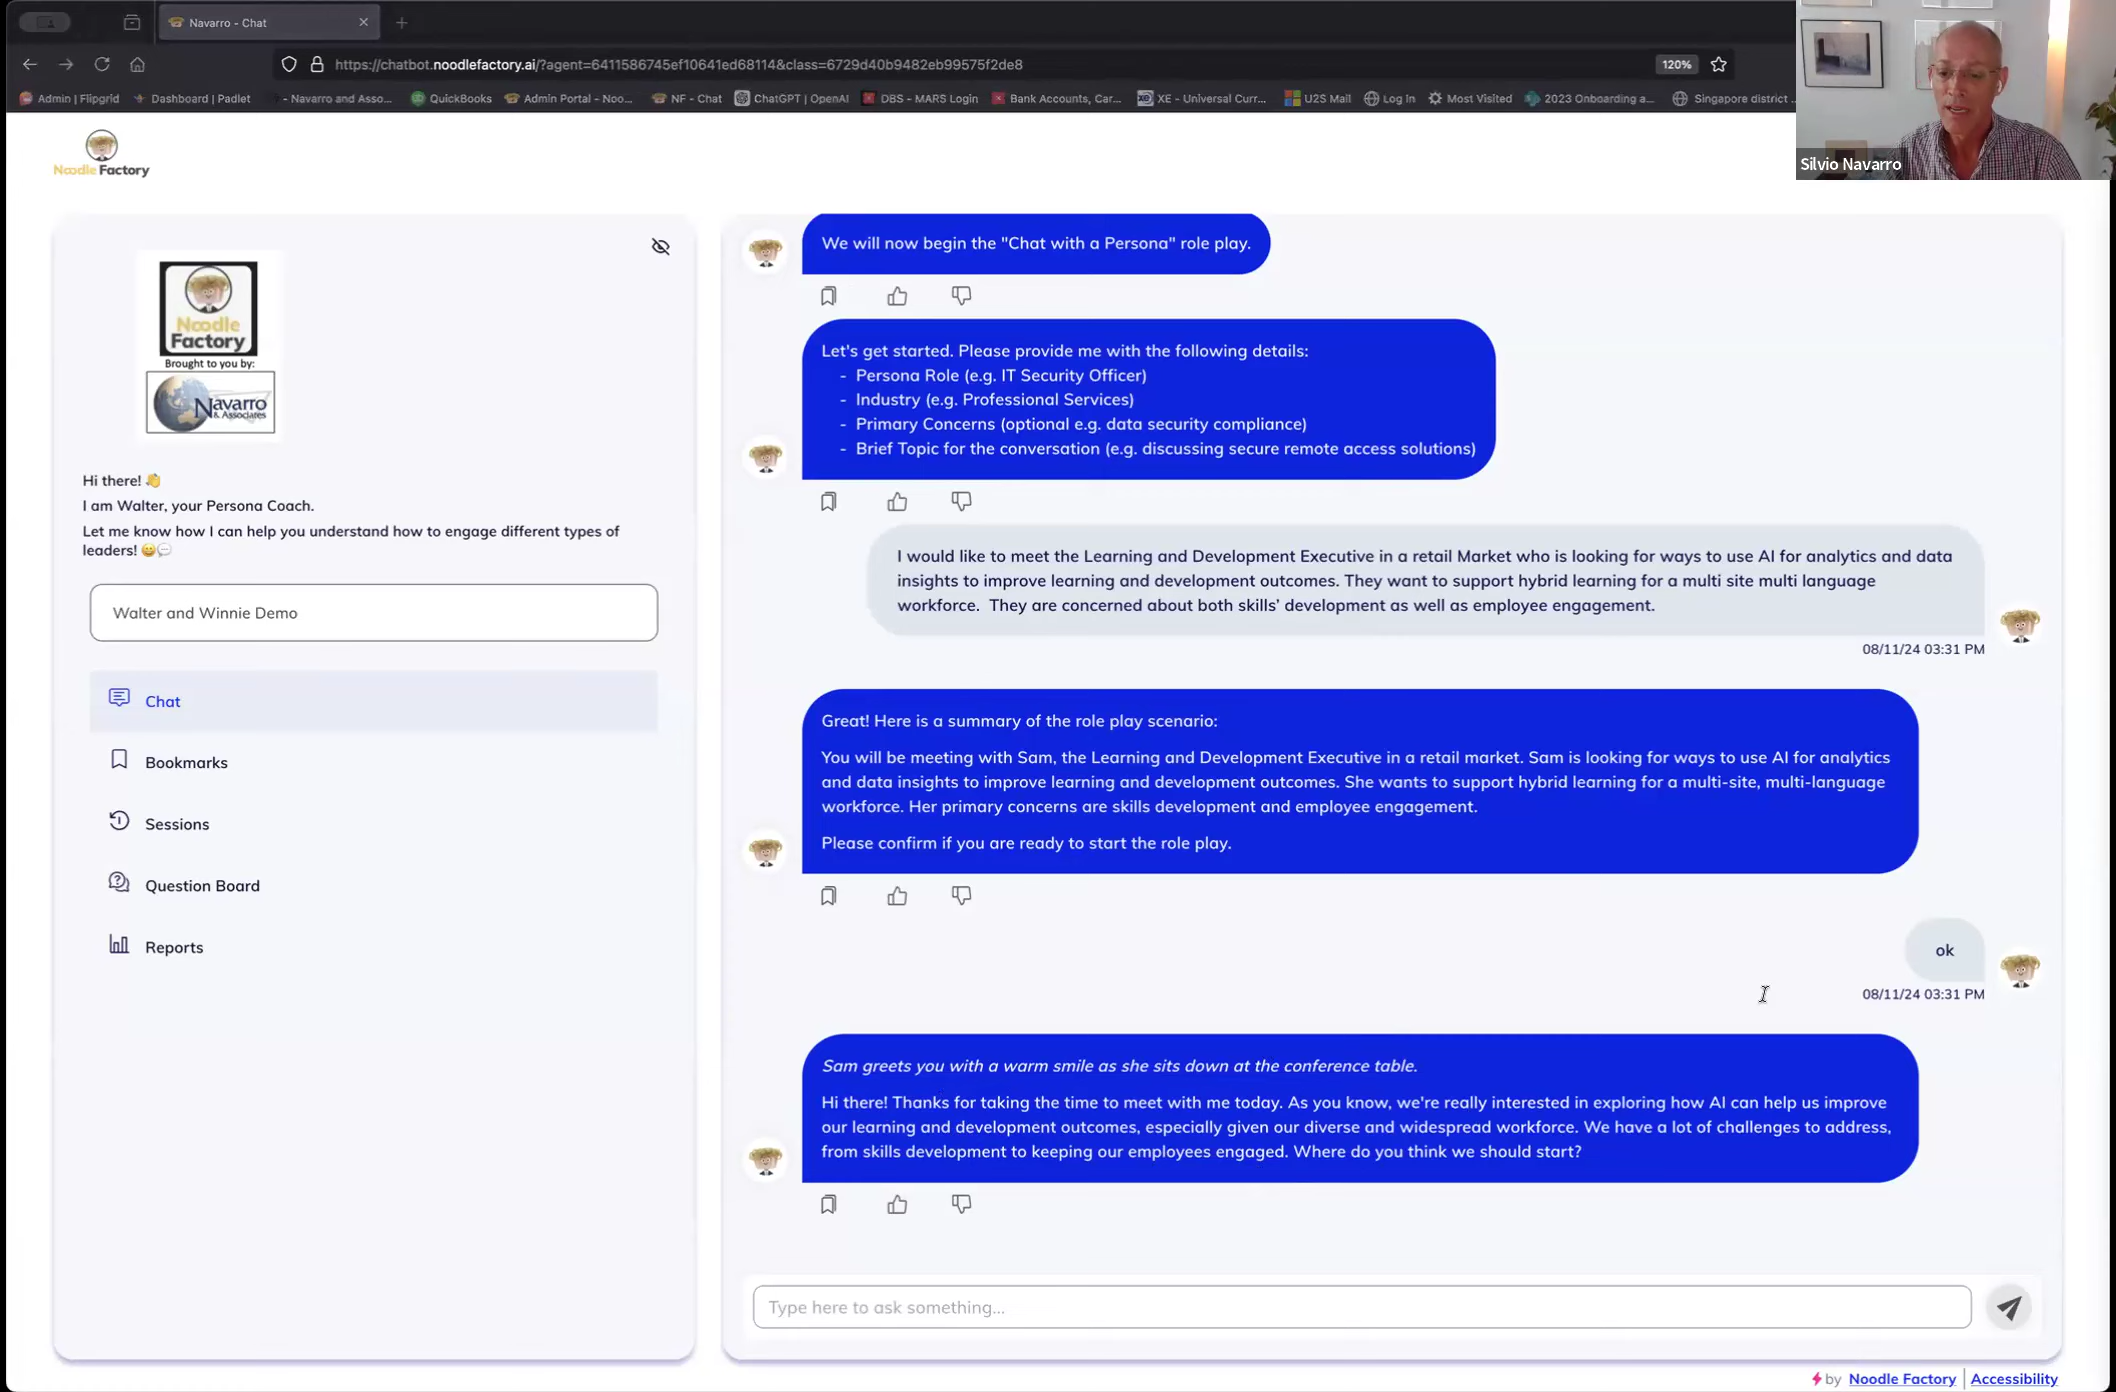 Navarro - Chat
https://chatbot.noodlefactory.ai/?agent=6411586745ef10641ed68114&class=6729d40b9482eb99575f2de8
120%
Admin | Flipgrid
Dashboard | Padlet
- Navarro and Asso...
QuickBooks
Admin Portal - Noo...
NF - Chat
ChatGPT | OpenAI
DBS - MARS Login
Bank Accounts, Car...
XE - Universal Curr...
U2S Mail
Log In
Most Visited
2023 Onboarding a...
Singapore district ..
Silvio Navarro
Noodle Factory
Noodle
Factory
Brought to you by:
Navarro
& Associates
Hi there! 👋
I am Walter, your Persona Coach.
Let me know how I can help you understand how to engage different types of
leaders! 😀💬
Walter and Winnie Demo
Chat
Bookmarks
Sessions
Question Board
Reports
We will now begin the "Chat with a Persona" role play.
Let's get started. Please provide me with the following details:
- Persona Role (e.g. IT Security Officer)
- Industry (e.g. Professional Services)
- Primary Concerns (optional e.g. data security compliance)
- Brief Topic for the conversation (e.g. discussing secure remote access solutions)
I would like to meet the Learning and Development Executive in a retail Market who is looking for ways to use AI for analytics and data
insights to improve learning and development outcomes. They want to support hybrid learning for a multi site multi language
workforce.  They are concerned about both skills’ development as well as employee engagement.
08/11/24 03:31 PM
Great! Here is a summary of the role play scenario:
You will be meeting with Sam, the Learning and Development Executive in a retail market. Sam is looking for ways to use AI for analytics
and data insights to improve learning and development outcomes. She wants to support hybrid learning for a multi-site, multi-language
workforce. Her primary concerns are skills development and employee engagement.
Please confirm if you are ready to start the role play.
ok
08/11/24 03:31 PM
Sam greets you with a warm smile as she sits down at the conference table.
Hi there! Thanks for taking the time to meet with me today. As you know, we're really interested in exploring how AI can help us improve
our learning and development outcomes, especially given our diverse and widespread workforce. We have a lot of challenges to address,
from skills development to keeping our employees engaged. Where do you think we should start?
Type here to ask something...
by Noodle Factory | Accessibility